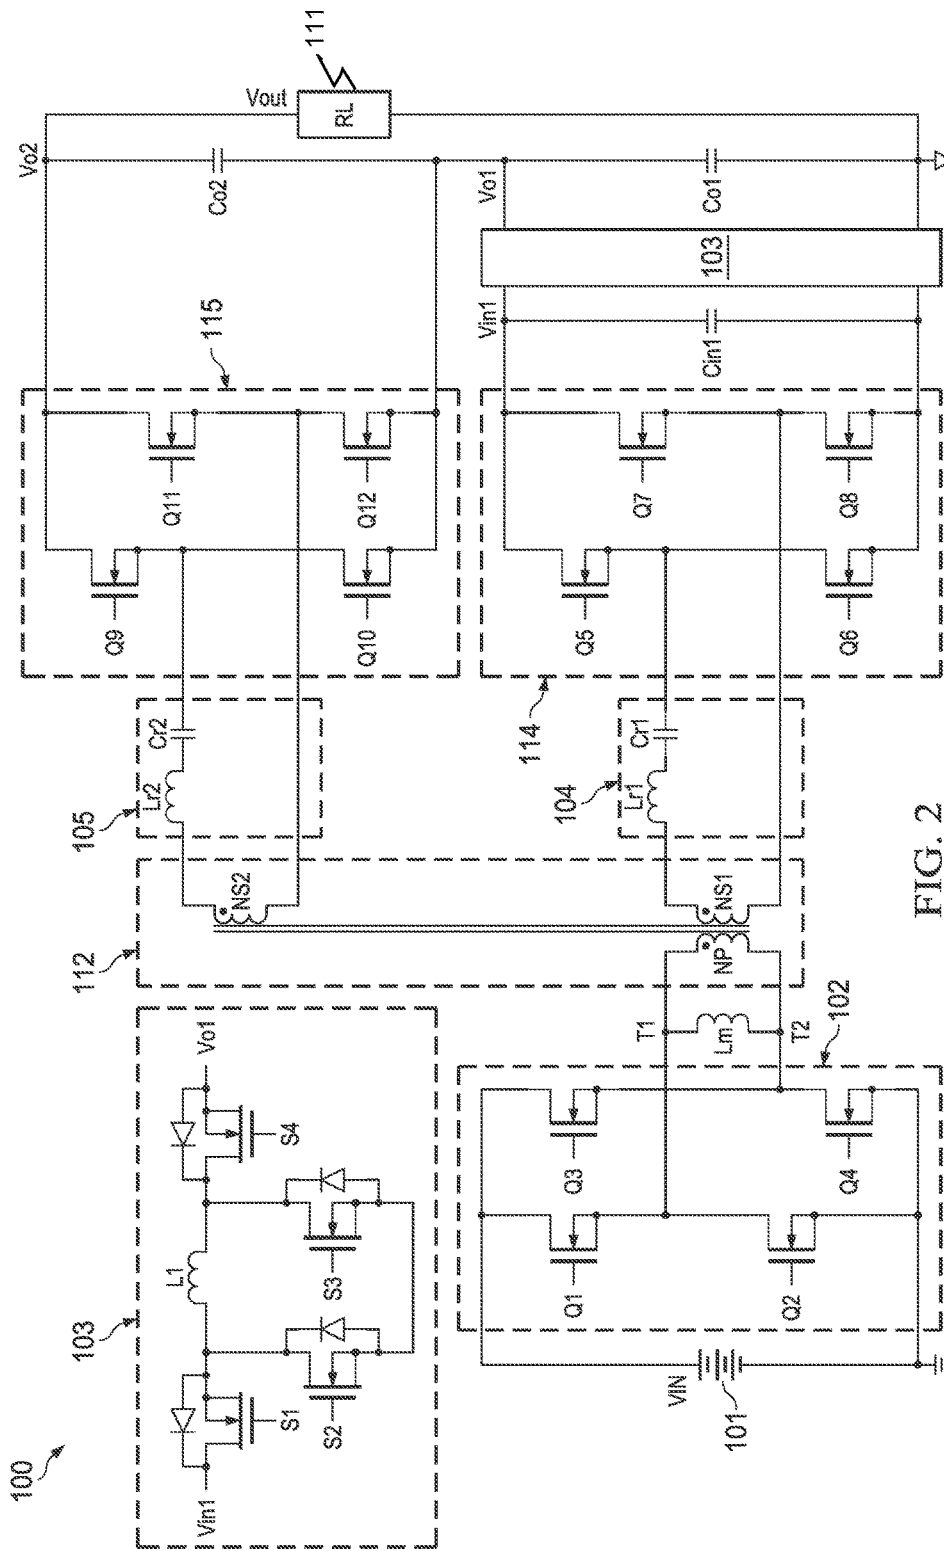 100
103
Vin1
S1
S2
L1
S3
S4
Vo1
112
NS2
NP
NS1
105
Lr2
Cr2
104
Lr1
Cr1
115
Q9
Q10
Q11
Q12
114
Q5
Q6
Q7
Q8
Vo2
Co2
Vout
RL
111
Vin1
Cin1
103
Vo1
Co1
VIN
101
102
Q1
Q2
Q3
Q4
T1
Lm
T2
FIG. 2